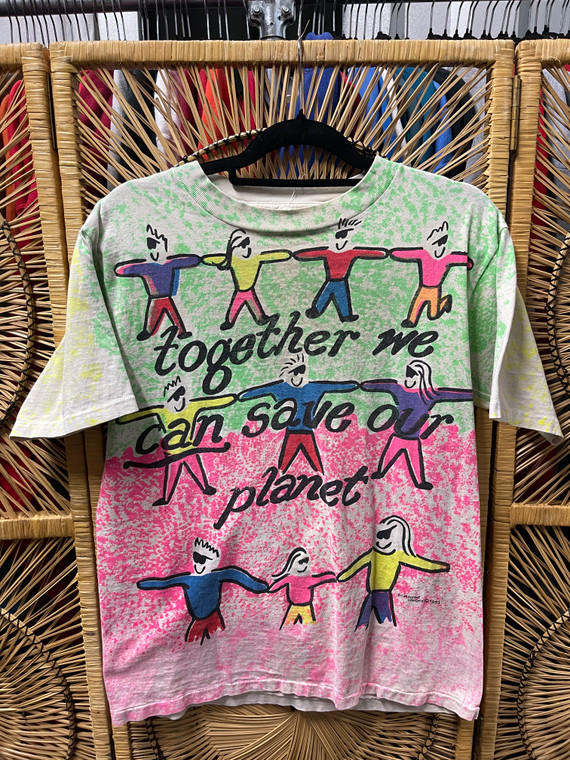 together we
can save our
planet